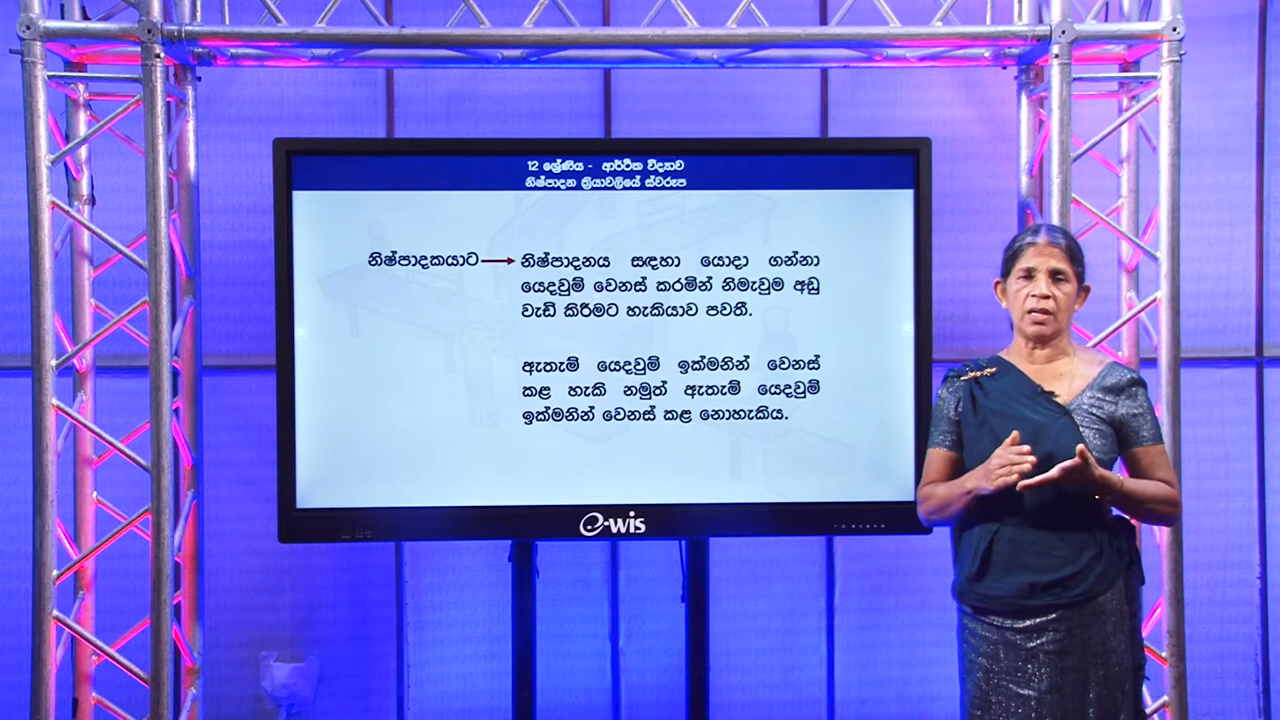 12 ශ්‍රේණිය - ආර්ථික විද්‍යාව
නිෂ්පාදන ක්‍රියාවලියේ ස්වරූප
නිෂ්පාදකයාට → නිෂ්පාදනය සඳහා යොදා ගන්නා
යෙදවුම් වෙනස් කරමින් නිමැවුම අඩු
වැඩි කිරීමට හැකියාව පවතී.
ඇතැම් යෙදවුම් ඉක්මනින් වෙනස්
කළ හැකි නමුත් ඇතැම් යෙදවුම්
ඉක්මනින් වෙනස් කළ නොහැකිය.
e-wis